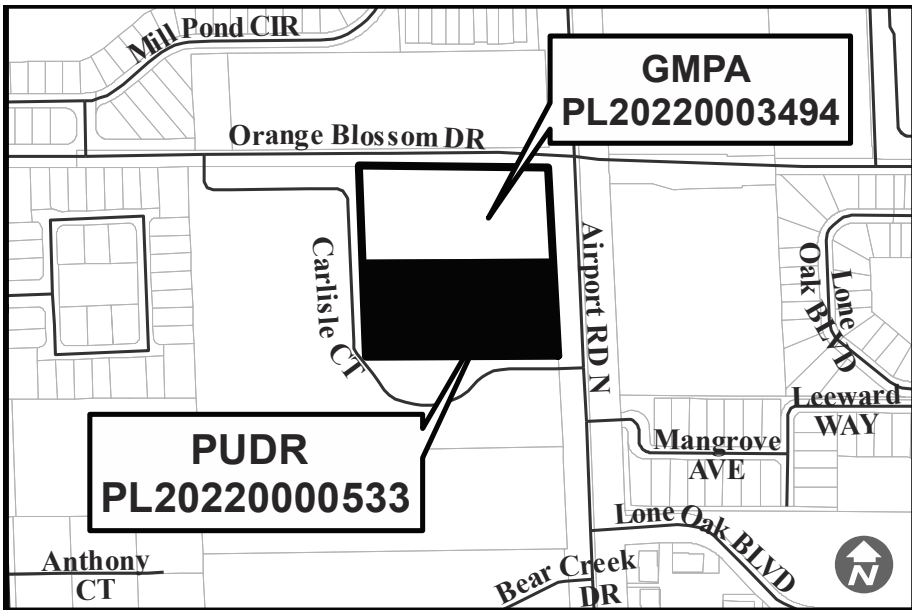 Mill Pond CIR
GMPA
PL20220003494
Orange Blossom DR
Carlisle CT
Airport RD N
Lone
Oak BLVD
Leeward
WAY
PUDR
PL20220000533
Mangrove
AVE
Lone Oak BLVD
Anthony
CT
Bear Creek
DR
N